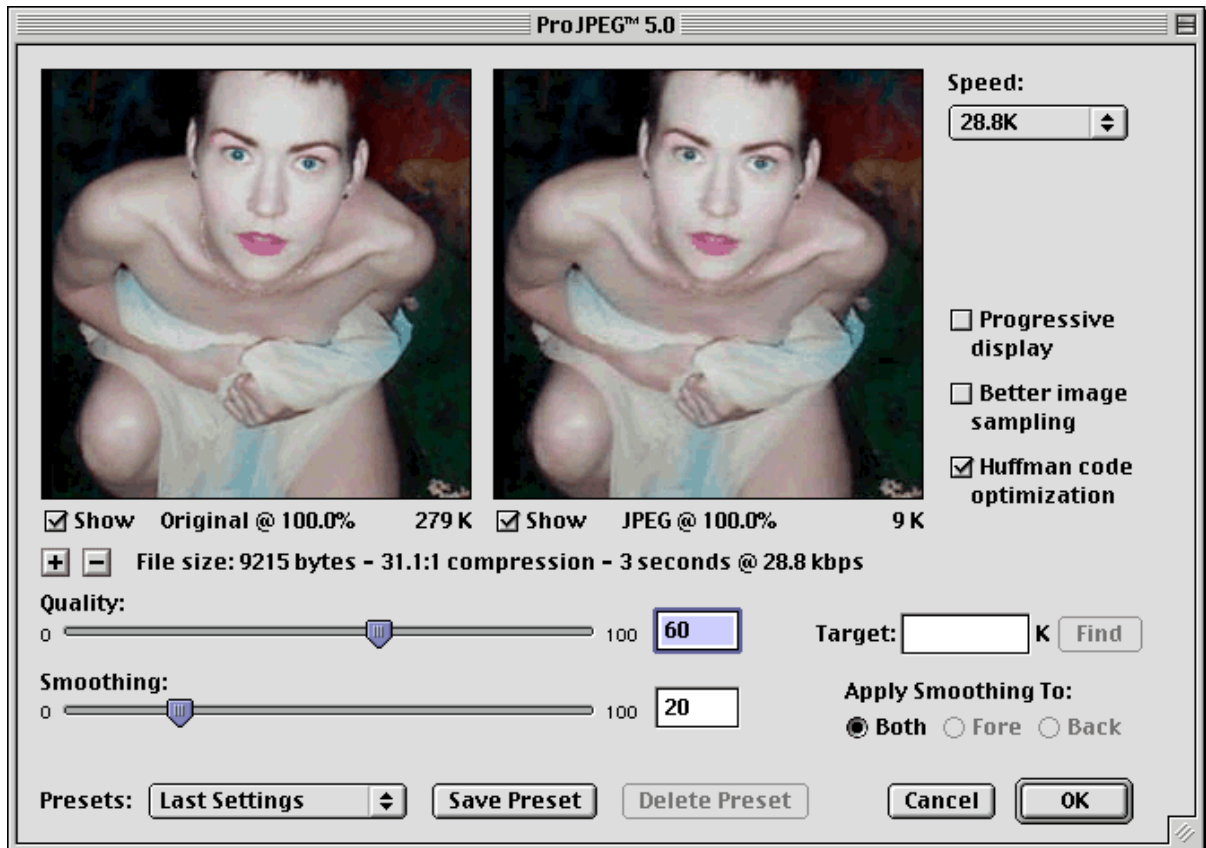 ProJPEG™ 5.0
Speed:
28.8K
Progressive
display
Better image
sampling
Huffman code
optimization
Show Original @ 100.0% 279 K Show JPEG @ 100.0% 9 K
+ - File size: 9215 bytes - 31.1:1 compression - 3 seconds @ 28.8 kbps
Quality:
0 100 60 Target: K Find
Smoothing:
0 100 20
Apply Smoothing To:
Both Fore Back
Presets: Last Settings Save Preset Delete Preset Cancel OK